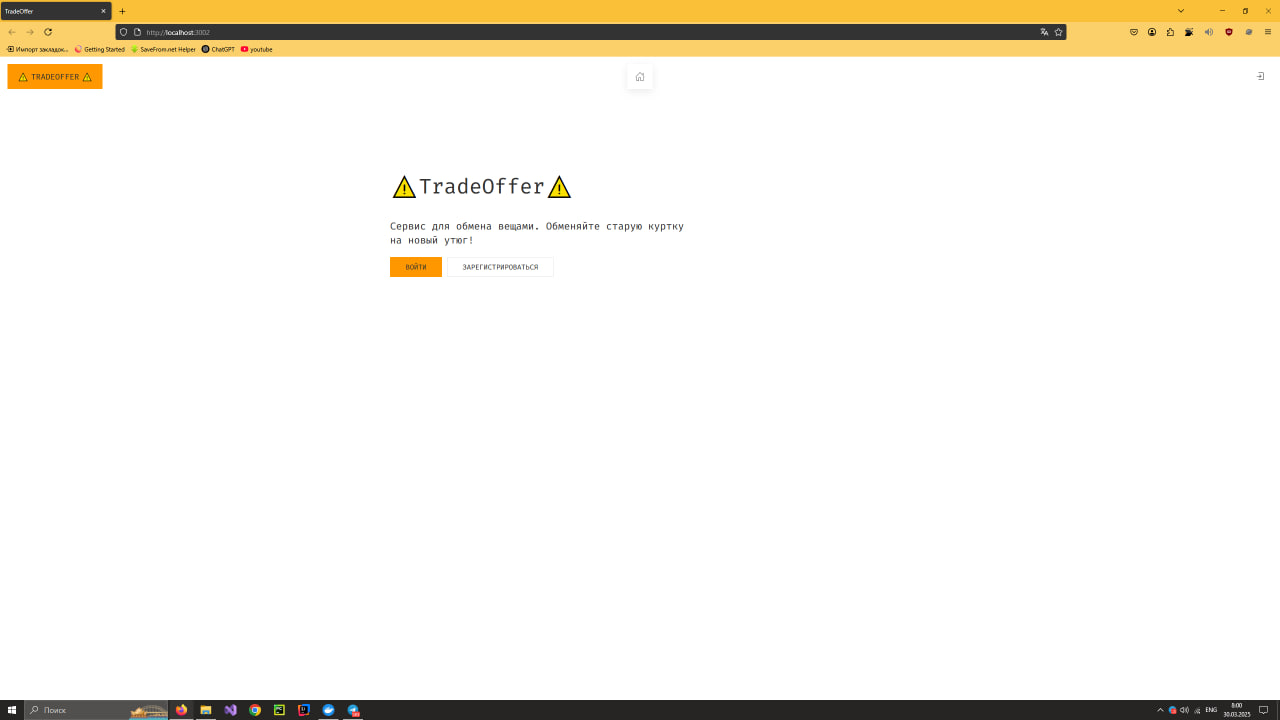 TradeOffer
http://localhost:3002
Импорт закладок...
Getting Started
SaveFrom.net Helper
ChatGPT
youtube
⚠️ TRADEOFFER ⚠️
⚠️TradeOffer⚠️
Сервис для обмена вещами. Обменяйте старую куртку
на новый утюг!
ВОЙТИ
ЗАРЕГИСТРИРОВАТЬСЯ
Поиск
ENG
8:00
30.03.2025